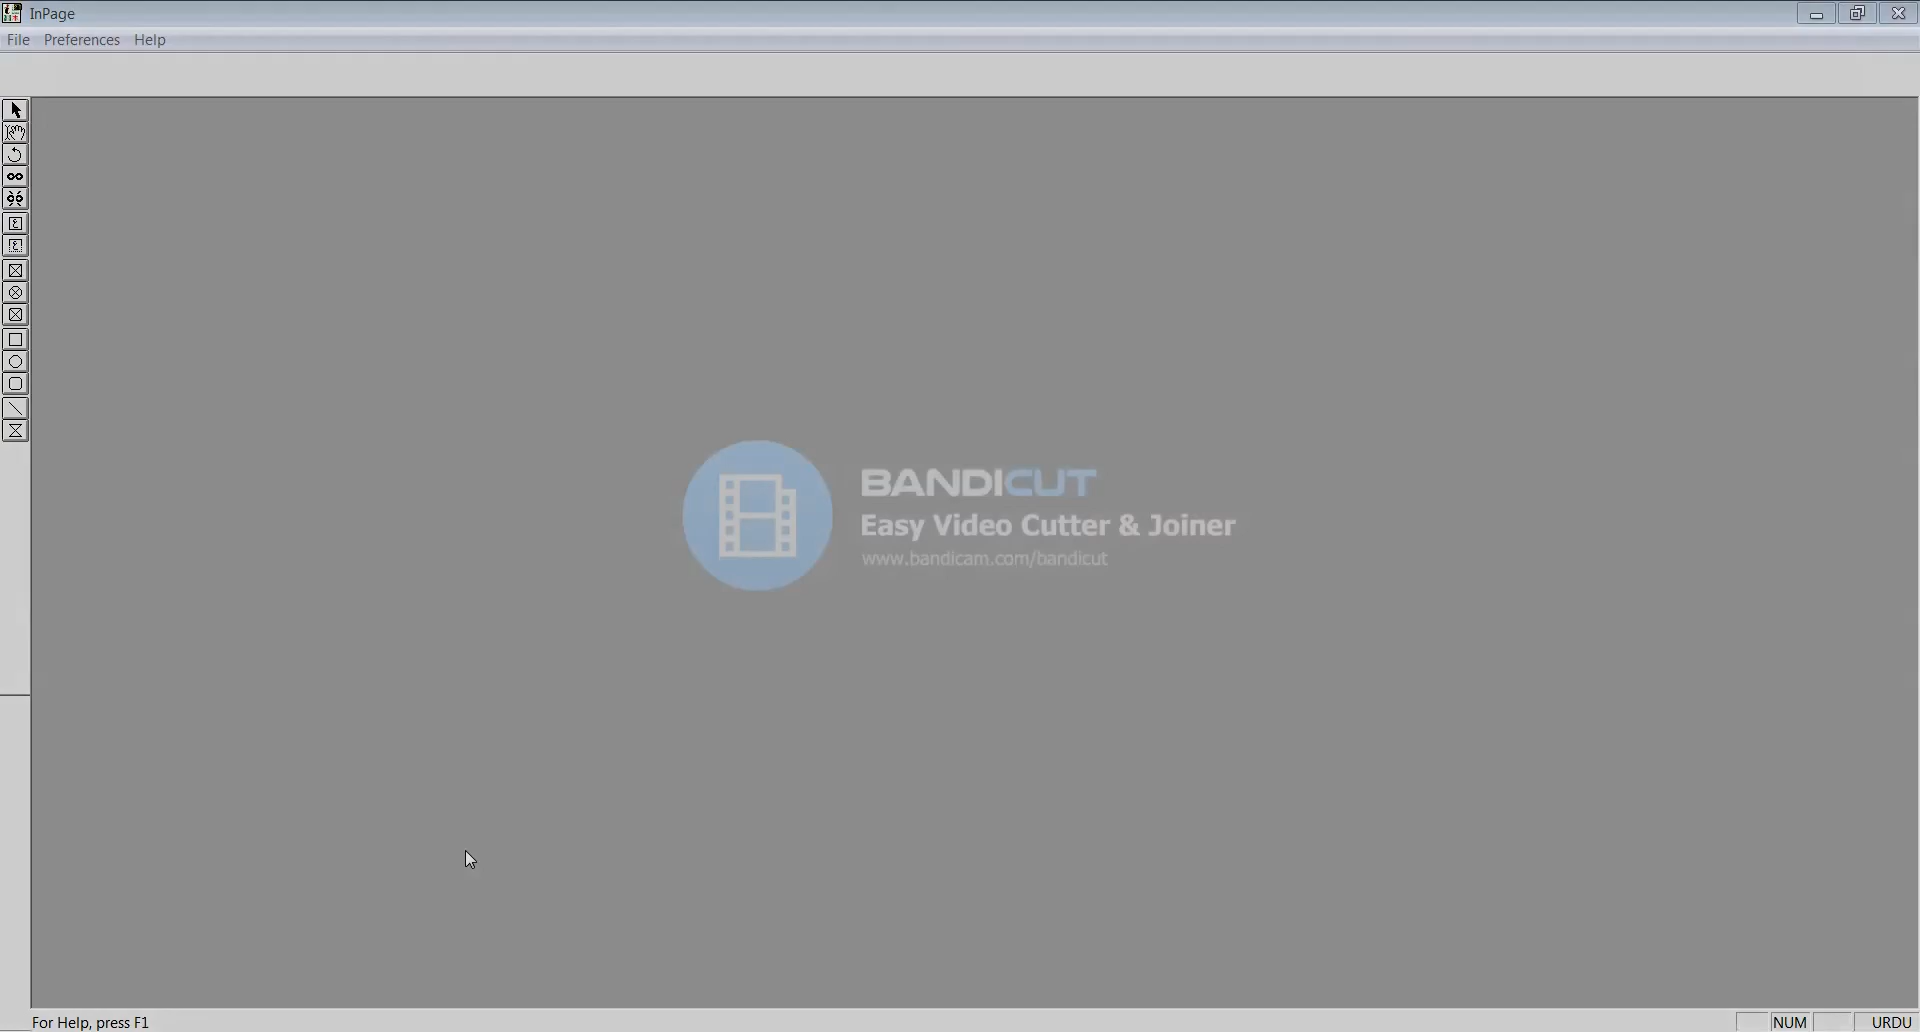 InPage
File Preferences Help
BANDICUT
Easy Video Cutter & Joiner
www.bandicam.com/bandicut
For Help, press F1
NUM
URDU